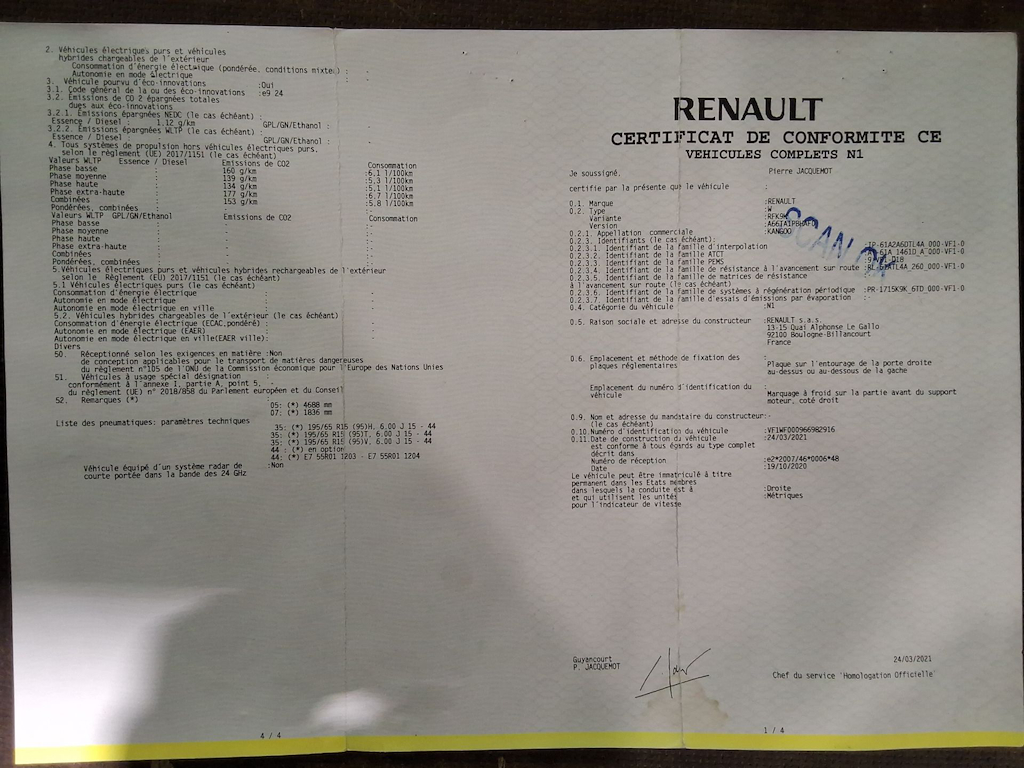 2. Véhicules électriques purs et véhicules
hybrides chargeables de l'extérieur
Consommation d'énergie électrique (pondérée, conditions mixtes) : -
Autonomie en mode électrique : -
3. Véhicule pourvu d'éco-innovations :Oui
3.1. Code général de la ou des éco-innovations :e9 24
3.2. Emissions de CO 2 épargnées totales
dues aux éco-innovations
3.2.1. Emissions épargnées NEDC (le cas échéant) :
Essence / Diesel : 1.12 g/km GPL/GN/Ethanol :
3.2.2. Emissions épargnées WLTP (le cas échéant) :
Essence / Diesel : GPL/GN/Ethanol :
4. Tous systèmes de propulsion hors véhicules électriques purs,
selon le règlement (UE) 2017/1151 (le cas échéant)
Valeurs WLTP Essence / Diesel Emissions de CO2 Consommation
Phase basse : 160 g/km :6.1 l/100km
Phase moyenne : 139 g/km :5.3 l/100km
Phase haute : 134 g/km :5.1 l/100km
Phase extra-haute : 177 g/km :6.7 l/100km
Combinées : 153 g/km :5.8 l/100km
Pondérées, combinées : :-
Valeurs WLTP GPL/GN/Ethanol Emissions de CO2 Consommation
Phase basse : :
Phase moyenne : :
Phase haute : :
Phase extra-haute : :
Combinées : :
Pondérées, combinées : :
5.Véhicules électriques purs et véhicules hybrides rechargeables de l'extérieur
selon le Règlement (EU) 2017/1151 (le cas échéant)
5.1 Véhicules électriques purs (le cas échéant)
Consommation d'énergie électrique :
Autonomie en mode électrique :
Autonomie en mode électrique en ville :
5.2. Véhicules hybrides chargeables de l'extérieur (le cas échéant)
Consommation d'énergie électrique (ECAC,pondéré) :
Autonomie en mode électrique (EAER) :
Autonomie en mode électrique en ville(EAER ville):
Divers
50. Réceptionné selon les exigences en matière :Non
de conception applicables pour le transport de matières dangereuses
du règlement n°105 de l'ONU de la Commission économique pour l'Europe des Nations Unies
51. Véhicules à usage spécial désignation :
conformément à l'annexe I, partie A, point 5, -
du règlement (UE) n° 2018/858 du Parlement européen et du Conseil
52. Remarques (*)
05: (*) 4688 mm
07: (*) 1836 mm
Liste des pneumatiques: paramètres techniques
35: (*) 195/65 R15 (95)H, 6.00 J 15 - 44
35: (*) 195/65 R15 (95)T, 6.00 J 15 - 44
35: (*) 195/65 R15 (95)V, 6.00 J 15 - 44
44 : (*) en option
44: (*) E7 55R01 1203 - E7 55R01 1204
Véhicule équipé d'un système radar de :Non
courte portée dans la bande des 24 GHz
4 / 4
RENAULT
CERTIFICAT DE CONFORMITE CE
VEHICULES COMPLETS N1
Je soussigné, Pierre JACQUEMOT
certifie par la présente que le véhicule :
0.1. Marque :RENAULT
0.2. Type :W
Variante :RFK9K
Version
0.2.1. Appellation commerciale :KANGOO
SCAN OK
0.2.3. Identifiants (le cas échéant):
0.2.3.1. Identifiant de la famille d'interpolation
0.2.3.2. Identifiant de la famille ATCT
0.2.3.3. Identifiant de la famille PEMS
0.2.3.4. Identifiant de la famille de résistance à l'avancement sur route
0.2.3.5. Identifiant de la famille de matrices de résistance
à l'avancement sur route (le cas échéant)
0.2.3.6. Identifiant de la famille de systèmes à régénération périodique :PR-1715K9K_6TD_000-VF1-0
0.2.3.7. Identifiant de la famille d'essais d'émissions par évaporation :-
0.4. Catégorie du véhicule :N1
0.5. Raison sociale et adresse du constructeur :RENAULT s.a.s.
13-15 Quai Alphonse Le Gallo
92100 Boulogne-Billancourt
France
0.6. Emplacement et méthode de fixation des :
plaques réglementaires Plaque sur l'entourage de la porte droite
au-dessus ou au-dessous de la gache
Emplacement du numéro d'identification du :
véhicule Marquage à froid sur la partie avant du support
moteur, coté droit
0.9. Nom et adresse du mandataire du constructeur:-
(le cas échéant)
0.10.Numéro d'identification du véhicule :VF1WF000966982916
0.11.Date de construction du véhicule :24/03/2021
est conforme à tous égards au type complet
décrit dans
Numéro de réception :e2*2007/46*0006*48
Date :19/10/2020
Le véhicule peut être immatriculé à titre
permanent dans les Etats membres
dans lesquels la conduite est à :Droite
et qui utilisent les unités :Métriques
pour l'indicateur de vitesse
Guyancourt 24/03/2021
P. JACQUEMOT Chef du service 'Homologation Officielle'
1 / 4